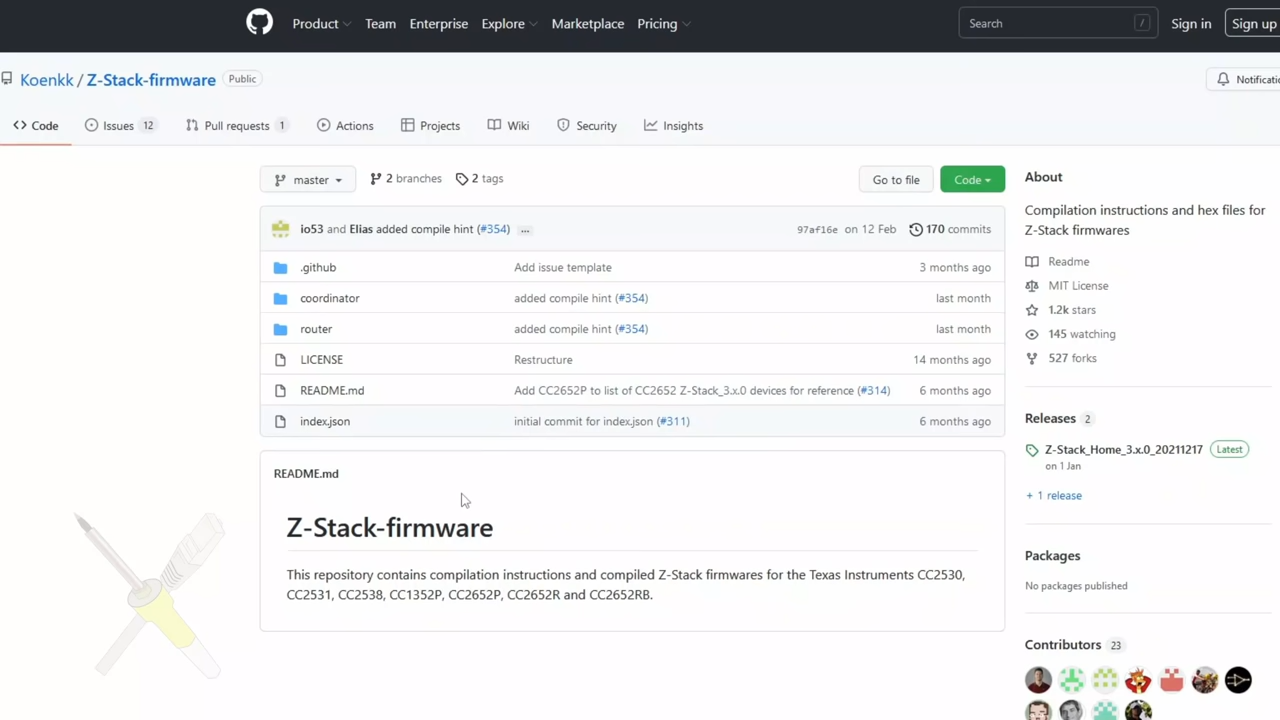 Product Team Enterprise Explore Marketplace Pricing Search / Sign in Sign up
Koenkk / Z-Stack-firmware Public Notificatio
Code Issues 12 Pull requests 1 Actions Projects Wiki Security Insights
master 2 branches 2 tags Go to file Code
io53 and Elias added compile hint (#354) ... 97af16e on 12 Feb 170 commits
.github Add issue template 3 months ago
coordinator added compile hint (#354) last month
router added compile hint (#354) last month
LICENSE Restructure 14 months ago
README.md Add CC2652P to list of CC2652 Z-Stack_3.x.0 devices for reference (#314) 6 months ago
index.json initial commit for index.json (#311) 6 months ago
README.md
Z-Stack-firmware
This repository contains compilation instructions and compiled Z-Stack firmwares for the Texas Instruments CC2530,
CC2531, CC2538, CC1352P, CC2652P, CC2652R and CC2652RB.
About
Compilation instructions and hex files for
Z-Stack firmwares
Readme
MIT License
1.2k stars
145 watching
527 forks
Releases 2
Z-Stack_Home_3.x.0_20211217 Latest
on 1 Jan
+ 1 release
Packages
No packages published
Contributors 23